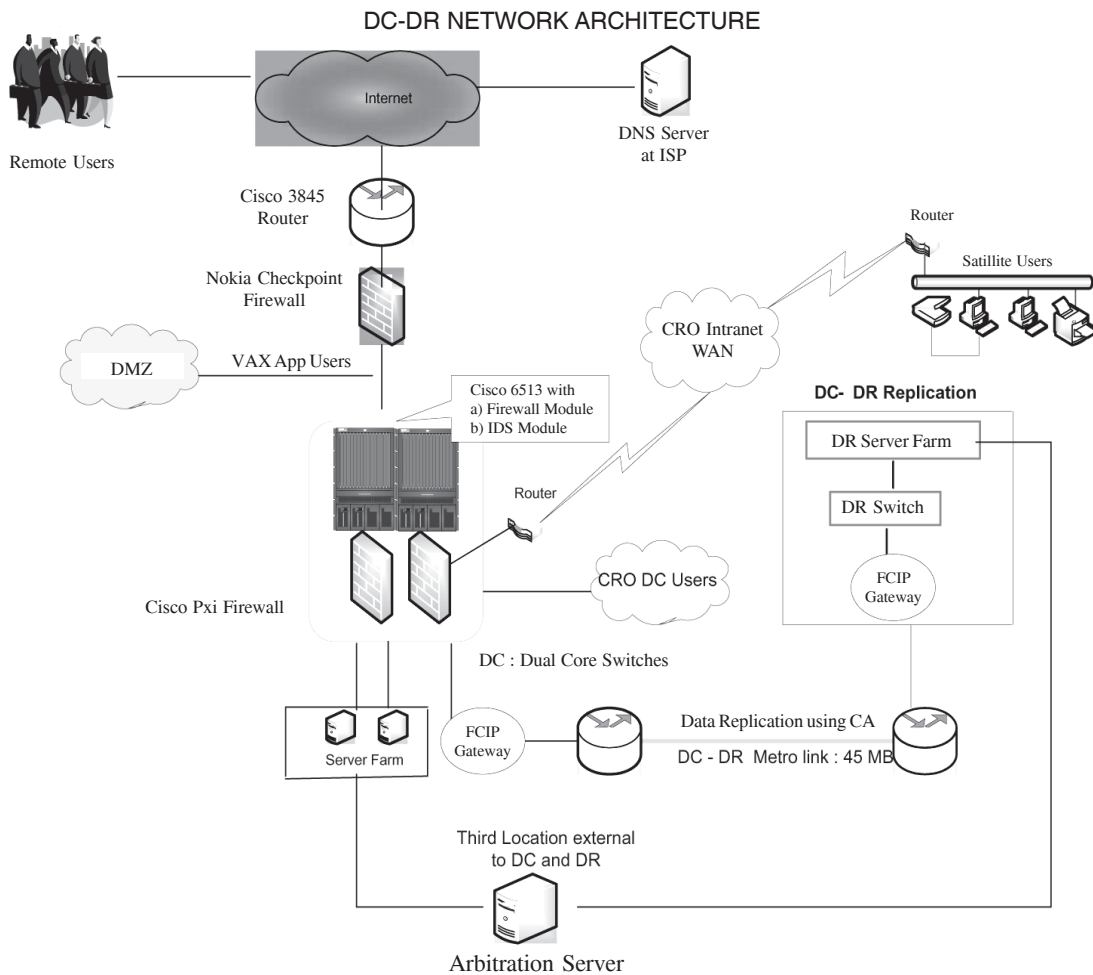 DC-DR NETWORK ARCHITECTURE
Internet
Remote Users
DNS Server
at ISP
Cisco 3845
Router
Router
Satillite Users
Nokia Checkpoint
Firewall
CRO Intranet
WAN
DMZ
VAX App Users
Cisco 6513 with
a) Firewall Module
b) IDS Module
DC- DR Replication
DR Server Farm
DR Switch
FCIP
Gateway
Router
CRO DC Users
Cisco Pxi Firewall
DC : Dual Core Switches
Server Farm
FCIP
Gateway
Data Replication using CA
DC - DR Metro link : 45 MB
Third Location external
to DC and DR
Arbitration Server